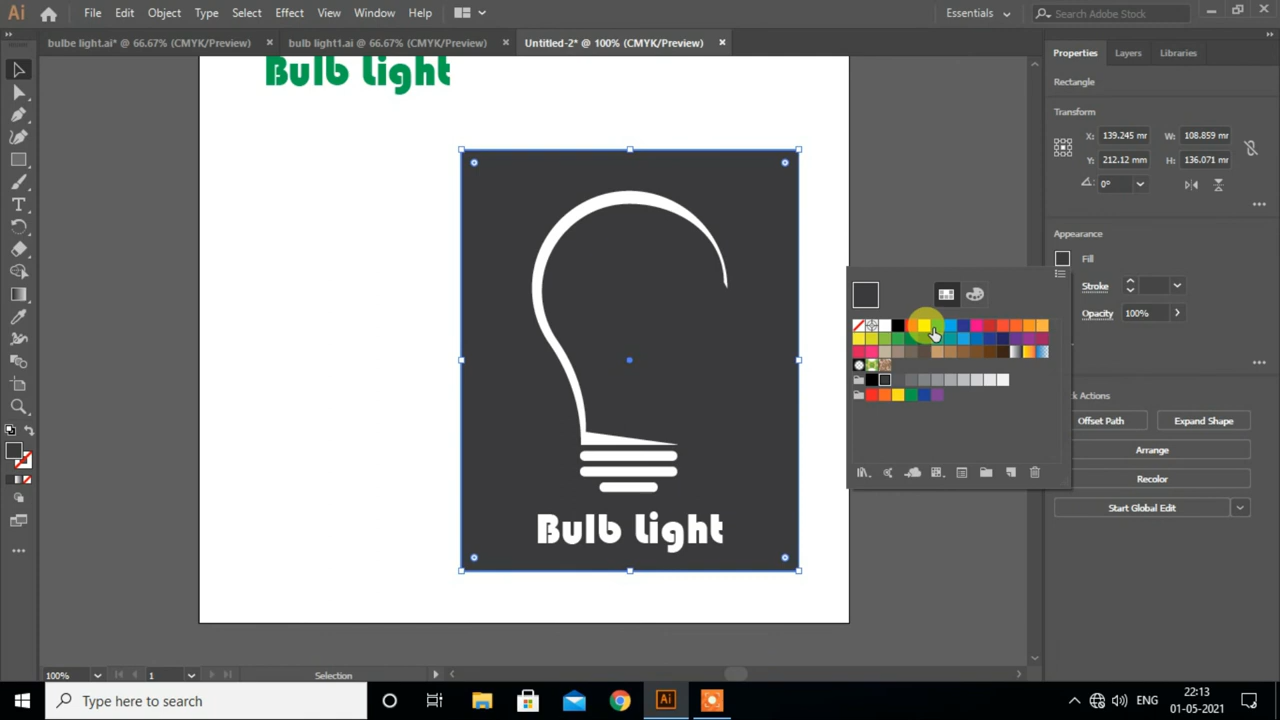 Ai File Edit Object Type Select Effect View Window Help Essentials Search Adobe Stock
bulbe light.ai* @ 66.67% (CMYK/Preview) × bulb light1.ai @ 66.67% (CMYK/Preview) × Untitled-2* @ 100% (CMYK/Preview) ×
Properties Layers Libraries
Bulb Light
Rectangle
Transform
X: 139.245 mm W: 108.859 mm
Y: 212.12 mm H: 136.071 mm
0°
Appearance
Fill
Stroke
Opacity 100%
Offset Path Expand Shape
Arrange
Recolor
Start Global Edit
Bulb Light
100% 1 Selection
Type here to search
Ai ENG 22:13
01-05-2021